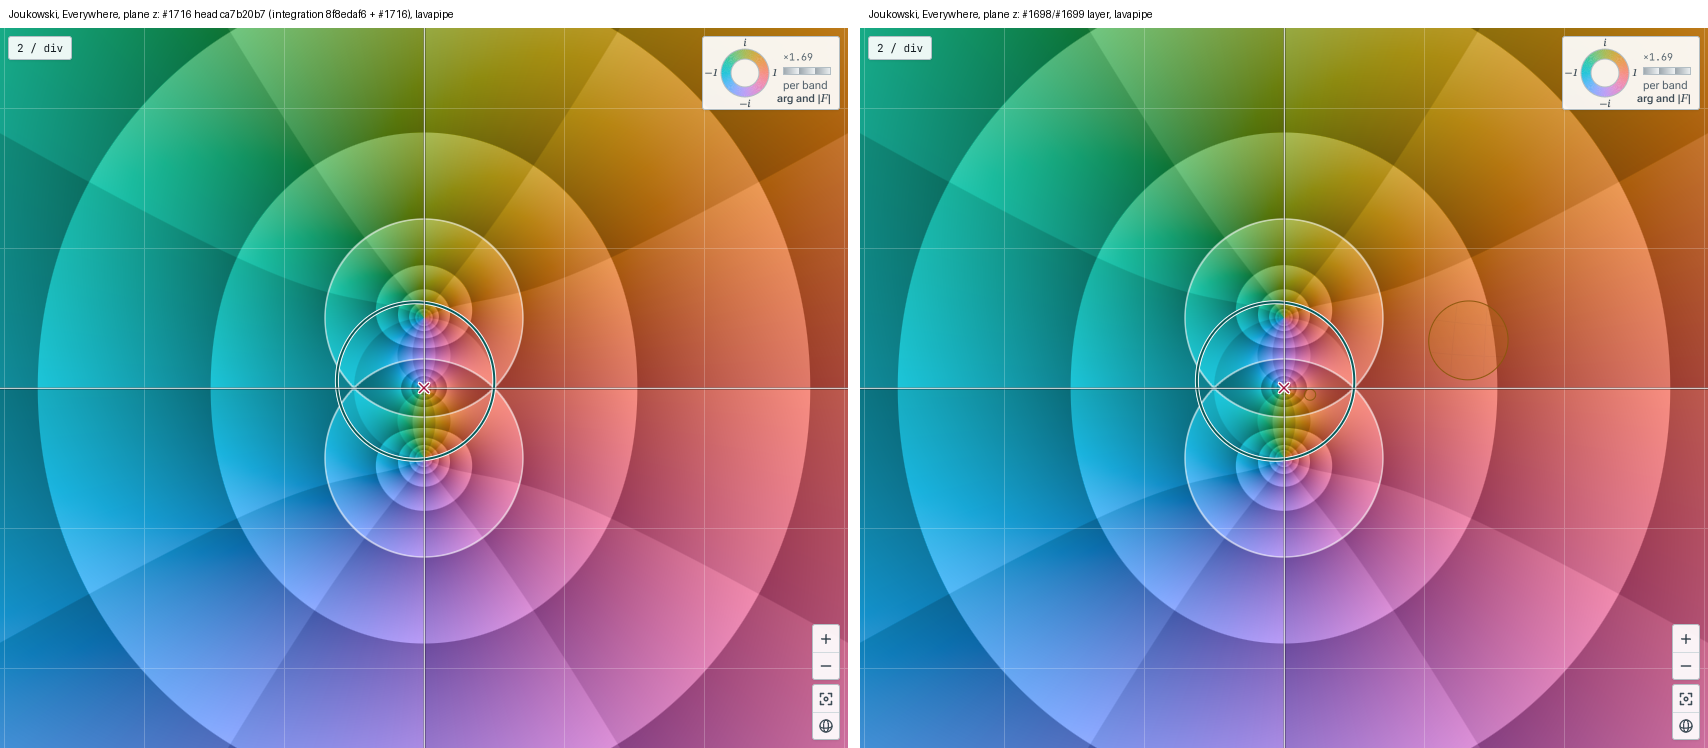 Joukowski, Everywhere, plane z: #1716 head ca7b20b7 (integration 8f8edaf6 + #1716), lavapipe
2 / div
i
−1
1
−i
×1.69
per band
arg and |F|
+
−
Joukowski, Everywhere, plane z: #1698/#1699 layer, lavapipe
2 / div
i
−1
1
−i
×1.69
per band
arg and |F|
+
−